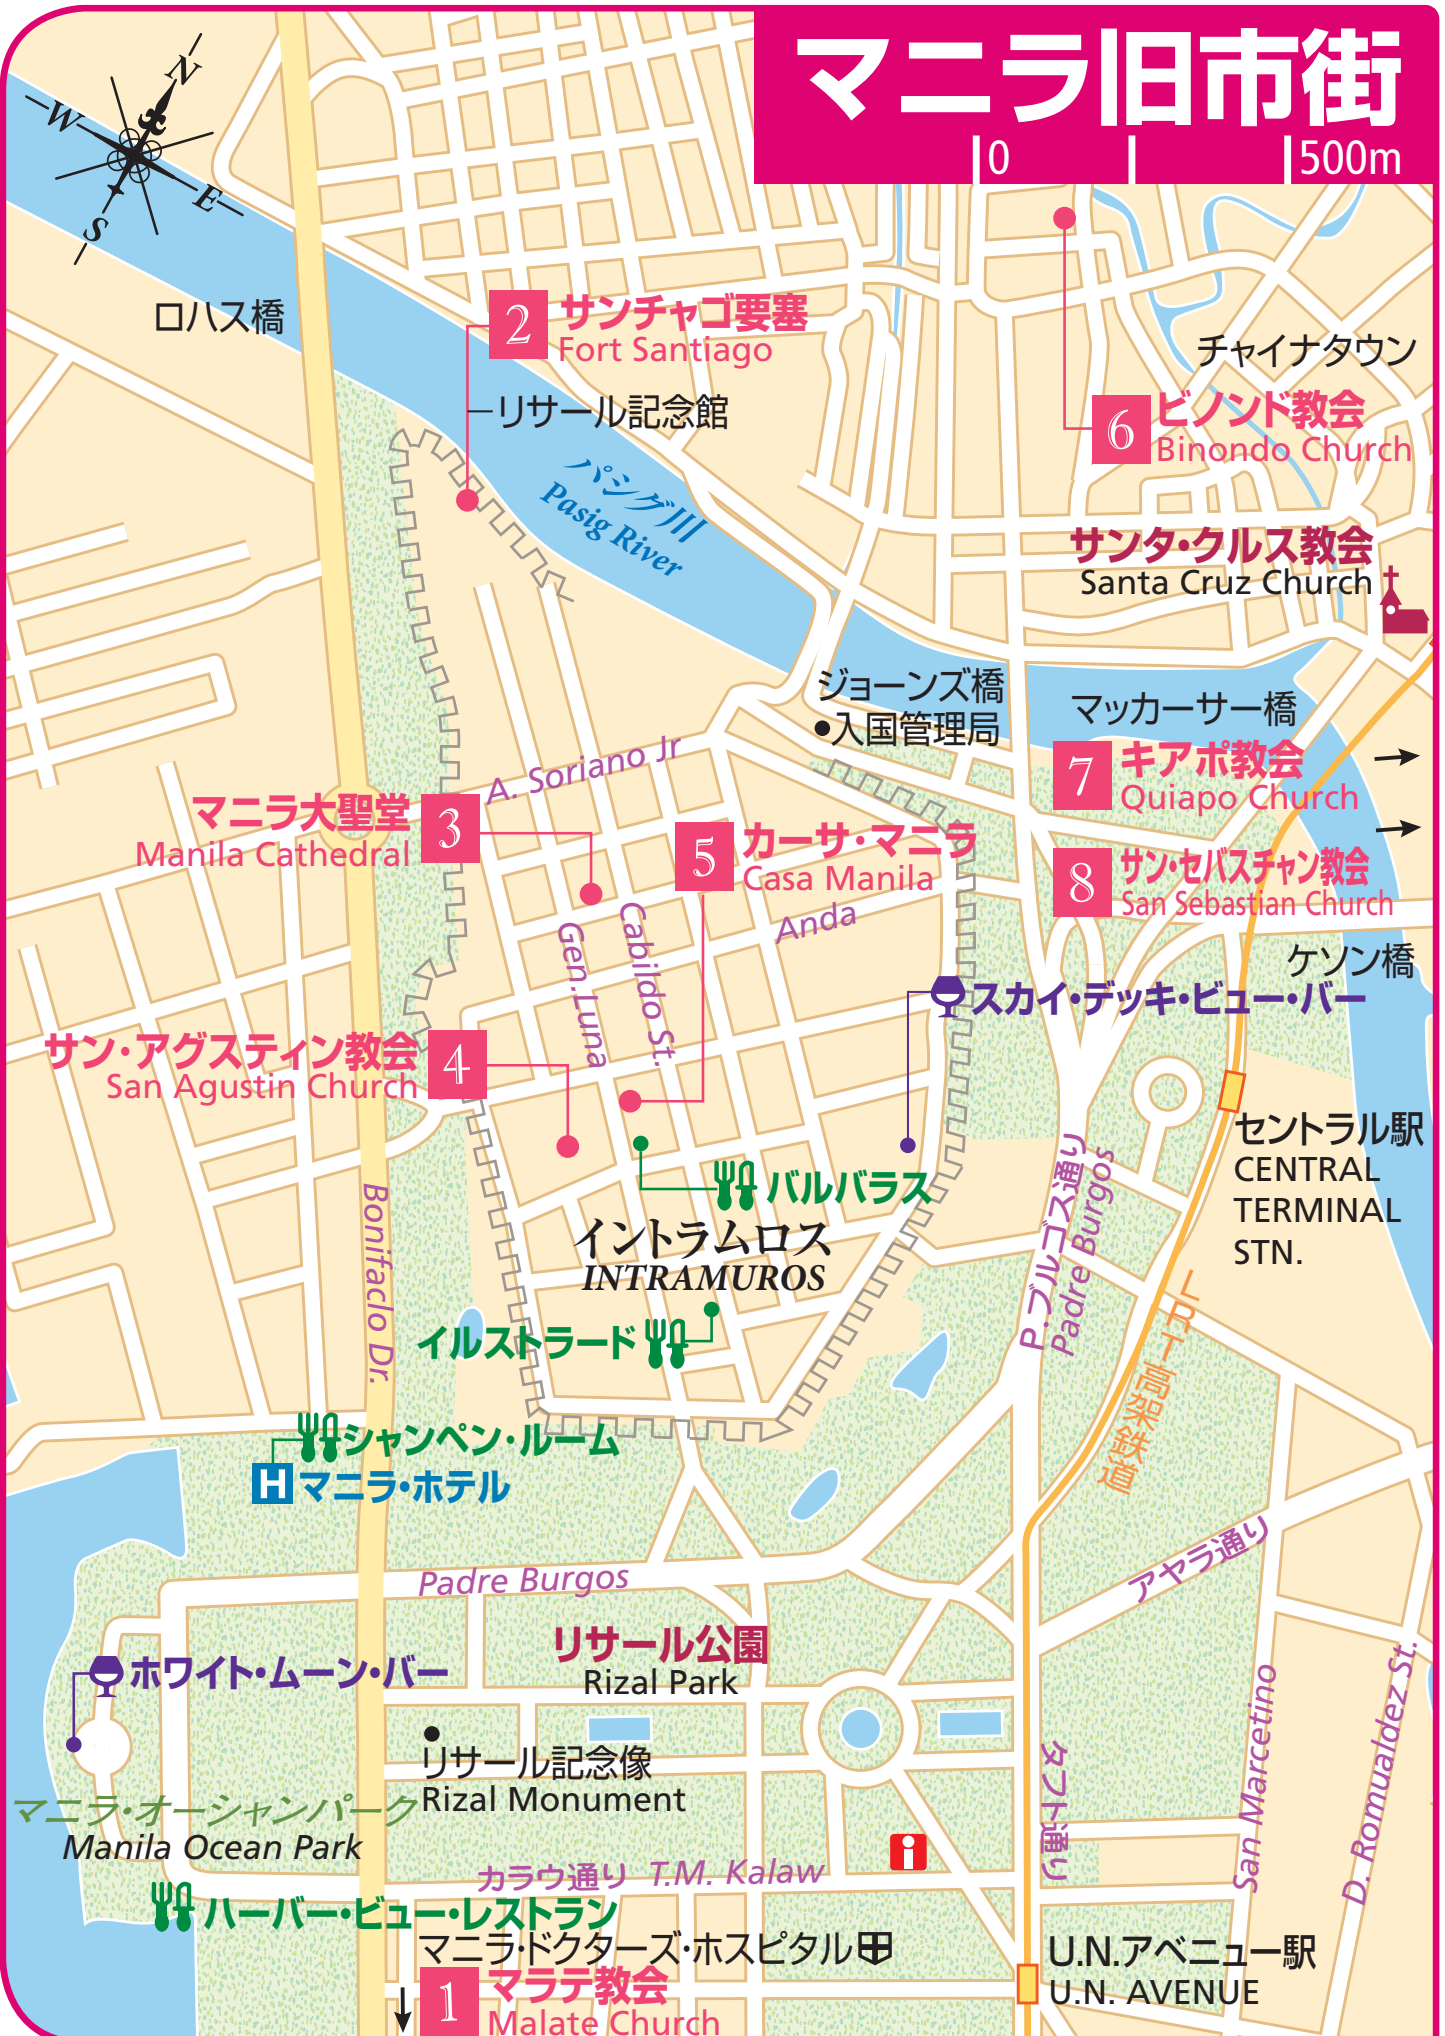 マニラ旧市街
0
500m
N
W
E
S
ロハス橋
2
サンチャゴ要塞
Fort Santiago
リサール記念館
パシグ川
Pasig River
チャイナタウン
6
ビノンド教会
Binondo Church
サンタ・クルス教会
Santa Cruz Church
ジョーンズ橋
入国管理局
マッカーサー橋
7
キアポ教会
Quiapo Church
A. Soriano Jr
3
マニラ大聖堂
Manila Cathedral
5
カーサ・マニラ
Casa Manila
8
サン・セバスチャン教会
San Sebastian Church
Anda
Cabildo St.
Gen.Luna
ケソン橋
スカイ・デッキ・ビュー・バー
4
サン・アグスティン教会
San Agustin Church
セントラル駅
CENTRAL
TERMINAL
STN.
バルバラス
イントラムロス
INTRAMUROS
P.ブルゴス通り
Padre Burgos
Bonifaclo Dr.
LRT高架鉄道
イルストラード
シャンペン・ルーム
H
マニラ・ホテル
アヤラ通り
Padre Burgos
リサール公園
Rizal Park
ホワイト・ムーン・バー
リサール記念像
Rizal Monument
マニラ・オーシャンパーク
Manila Ocean Park
タフト通り
San Marcetino
D. Romualdez St.
カラウ通り T.M. Kalaw
i
ハーバー・ビュー・レストラン
マニラ・ドクターズ・ホスピタル
U.N.アベニュー駅
U.N. AVENUE
1
マラテ教会
Malate Church